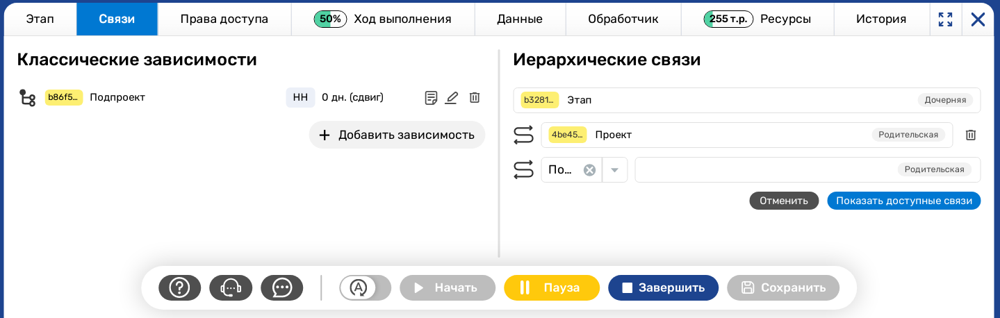 Этап
Связи
Права доступа
50%
Ход выполнения
Данные
Обработчик
255 т.р.
Ресурсы
История
Классические зависимости
b86f5...
Подпроект
НН
0 дн. (сдвиг)
Добавить зависимость
Иерархические связи
b3281...
Этап
Дочерняя
4be45...
Проект
Родительская
По...
Родительская
Отменить
Показать доступные связи
A
Начать
Пауза
Завершить
Сохранить